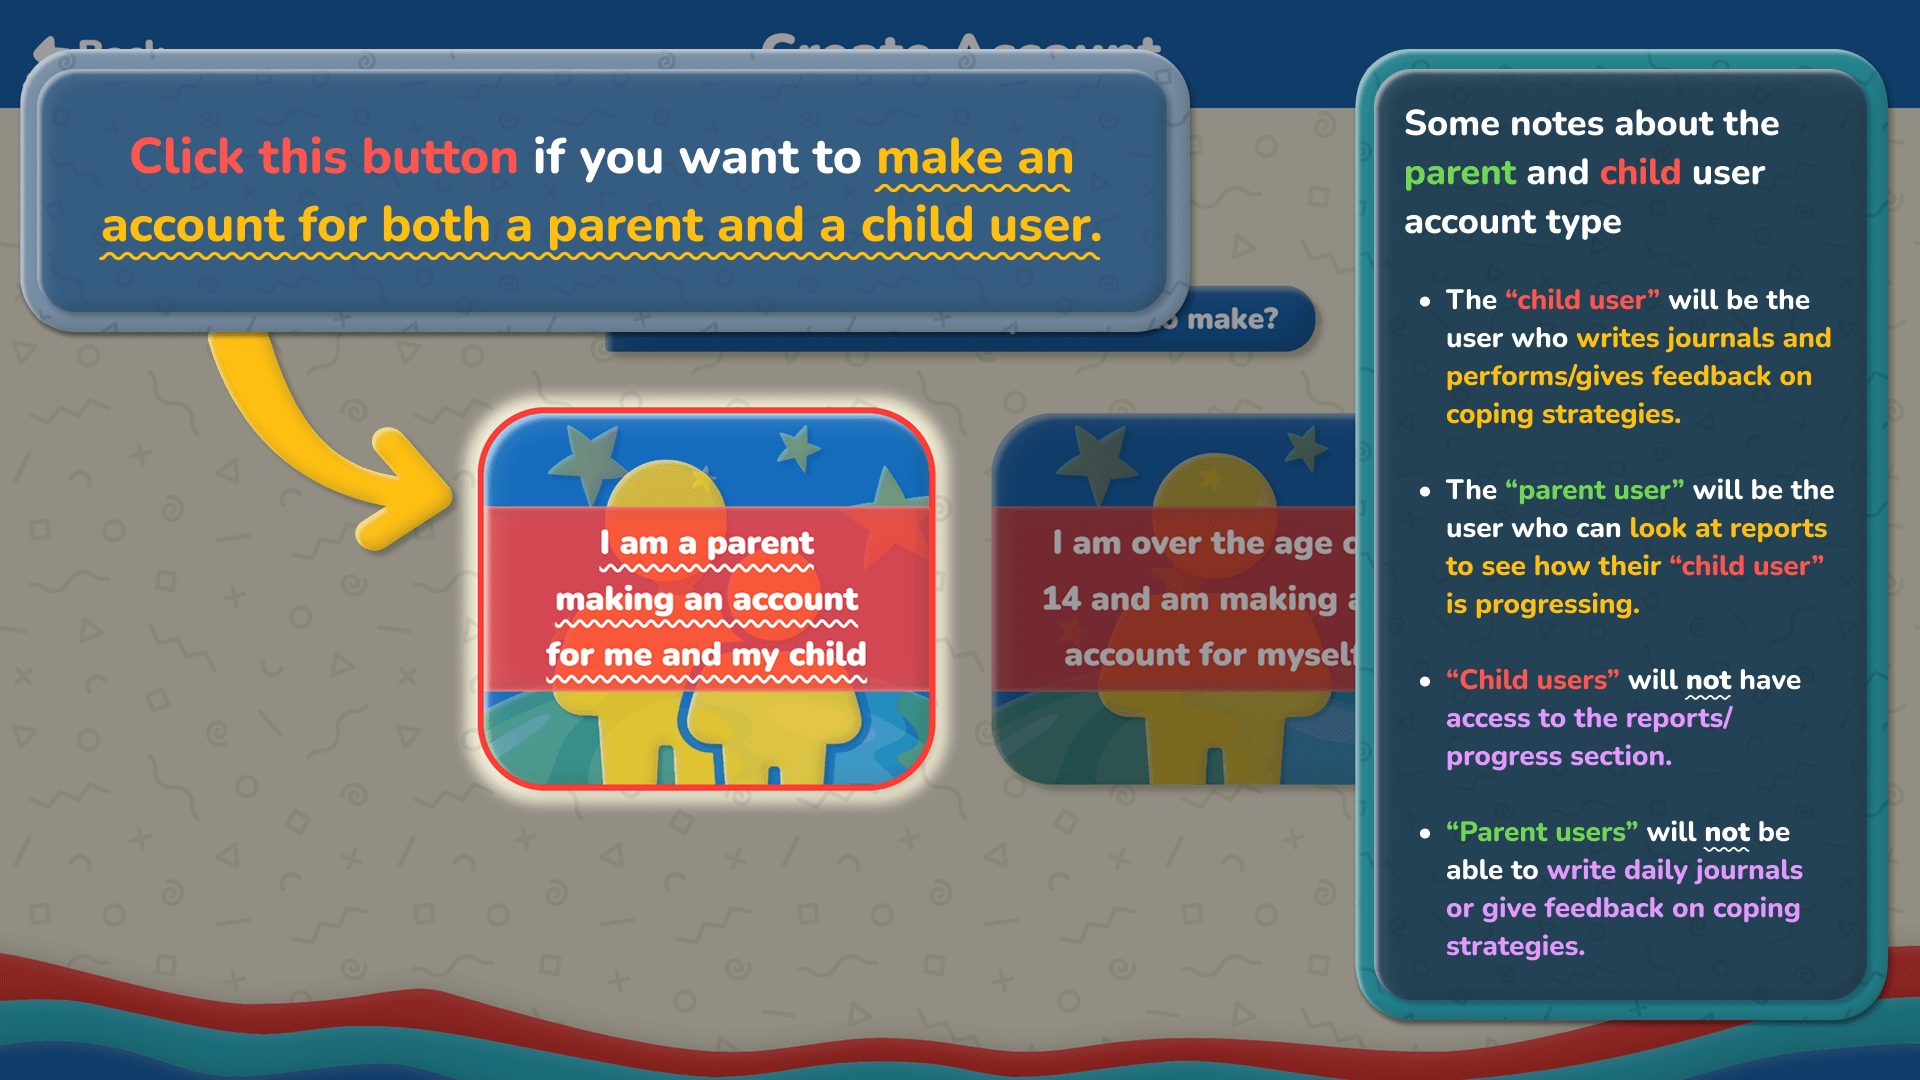 Back
Create Account
Click this button if you want to make an
account for both a parent and a child user.
to make?
I am a parent
making an account
for me and my child
I am over the age
14 and am making
account for myself
Some notes about the
parent and child user
account type
• The “child user” will be the
user who writes journals and
performs/gives feedback on
coping strategies.
• The “parent user” will be the
user who can look at reports
to see how their “child user”
is progressing.
• “Child users” will not have
access to the reports/
progress section.
• “Parent users” will not be
able to write daily journals
or give feedback on coping
strategies.